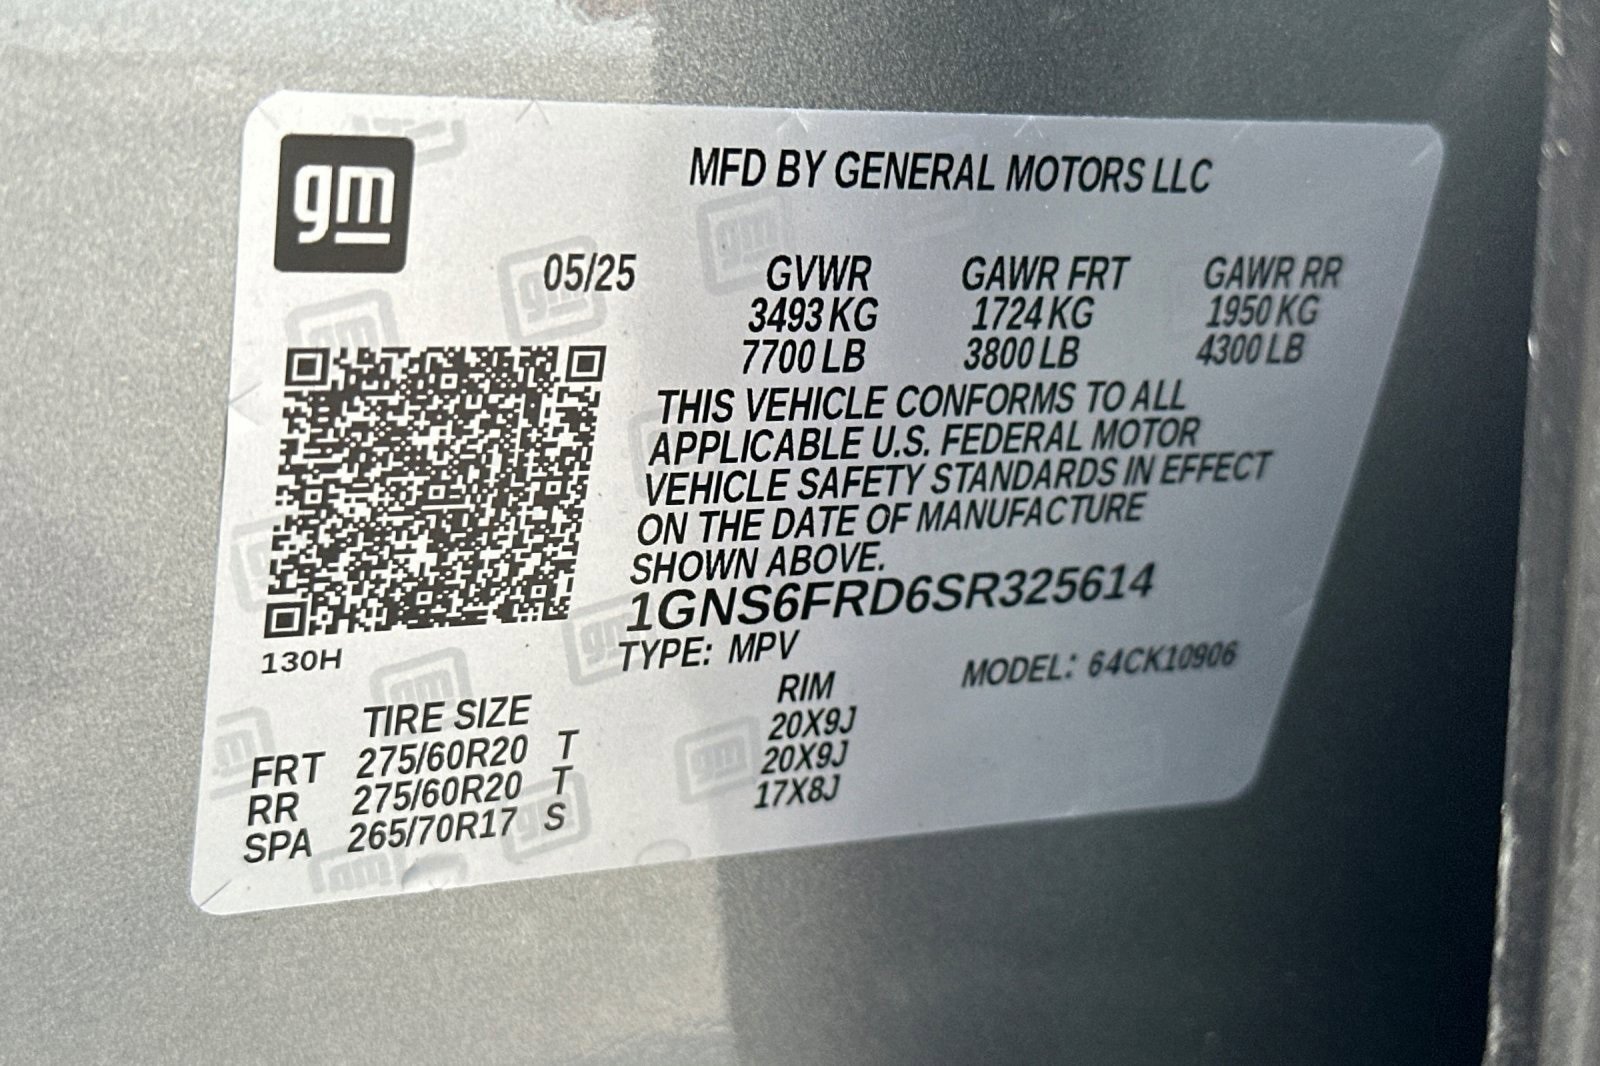 gm
MFD BY GENERAL MOTORS LLC
05/25 GVWR GAWR FRT GAWR RR
3493 KG 1724 KG 1950 KG
7700 LB 3800 LB 4300 LB
THIS VEHICLE CONFORMS TO ALL
APPLICABLE U.S. FEDERAL MOTOR
VEHICLE SAFETY STANDARDS IN EFFECT
ON THE DATE OF MANUFACTURE
SHOWN ABOVE.
1GNS6FRD6SR325614
130H
TYPE: MPV MODEL: 64CK10906
TIRE SIZE RIM
FRT 275/60R20 T 20X9J
RR 275/60R20 T 20X9J
SPA 265/70R17 S 17X8J